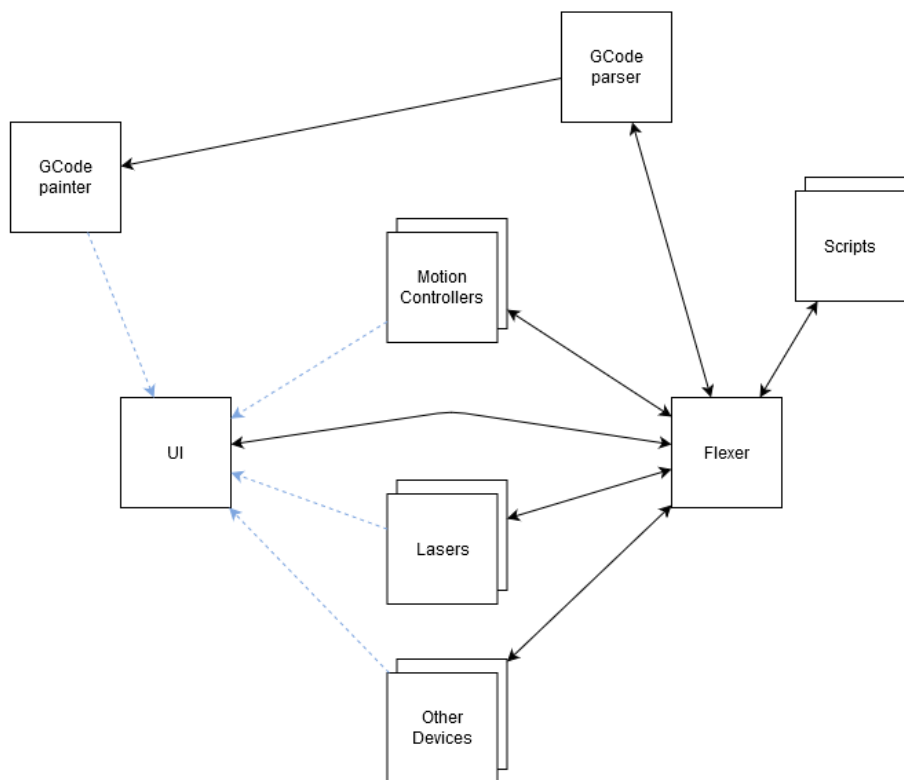 GCode
parser
GCode
painter
Scripts
Motion
Controllers
UI
Flexer
Lasers
Other
Devices